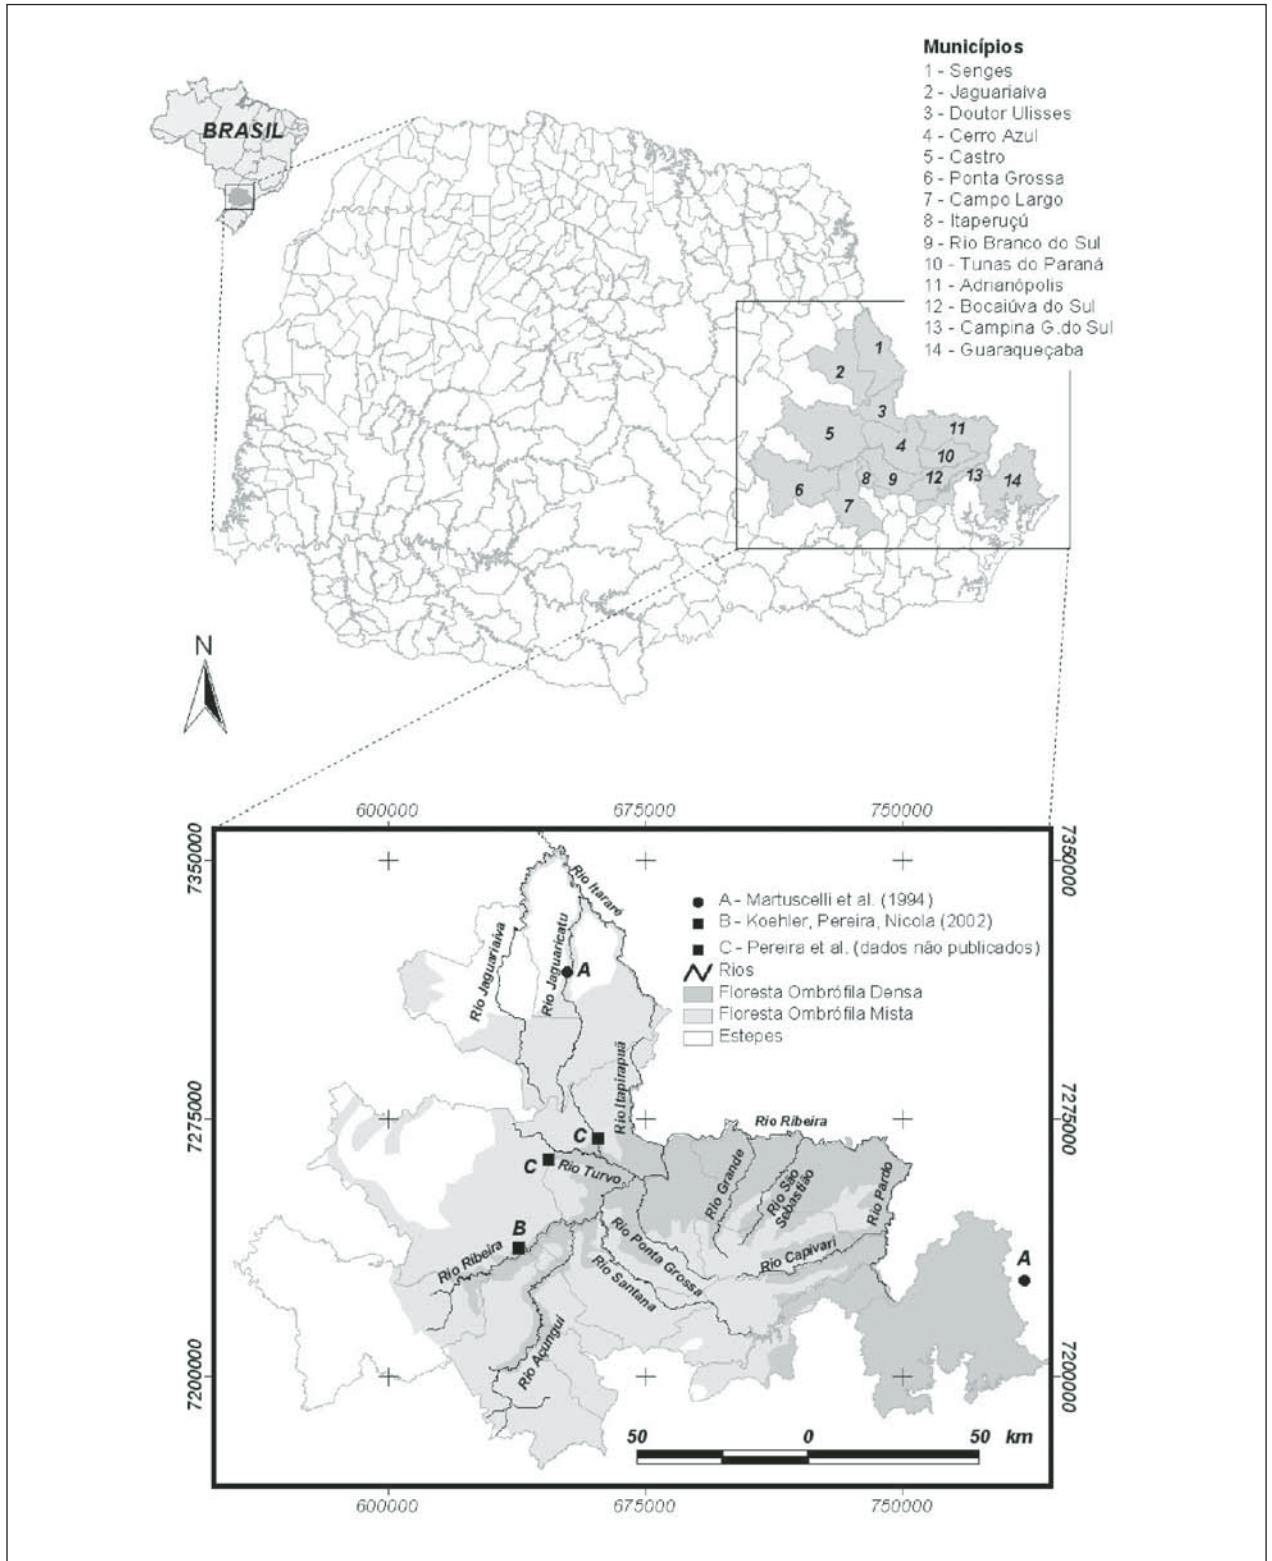 Municípios
1 - Senges
2 - Jaguariaiva
3 - Doutor Ulisses
4 - Cerro Azul
5 - Castro
6 - Ponta Grossa
7 - Campo Largo
8 - Itaperuçú
9 - Rio Branco do Sul
10 - Tunas do Paraná
11 - Adrianópolis
12 - Bocaiúva do Sul
13 - Campina G.do Sul
14 - Guaraqueçaba
BRASIL
1
2
3
5
4
11
10
6
8
9
12
13
14
7
N
600000
675000
750000
7350000
7350000
Rio Itararé
Rio Jaguariaiva
Rio Jaguaricatu
A
A - Martuscelli et al. (1994)
B - Koehler, Pereira, Nicola (2002)
C - Pereira et al. (dados não publicados)
Rios
Floresta Ombrófila Densa
Floresta Ombrófila Mista
Estepes
Rio Itapirapuã
7275000
7275000
Rio Ribeira
C
C
Rio Turvo
Rio Grande
Rio São Sebastião
Rio Pardo
B
Rio Ribeira
Rio Ponta Grossa
Rio Santana
Rio Capivari
A
Rio Açungui
7200000
7200000
50
0
50 km
600000
675000
750000